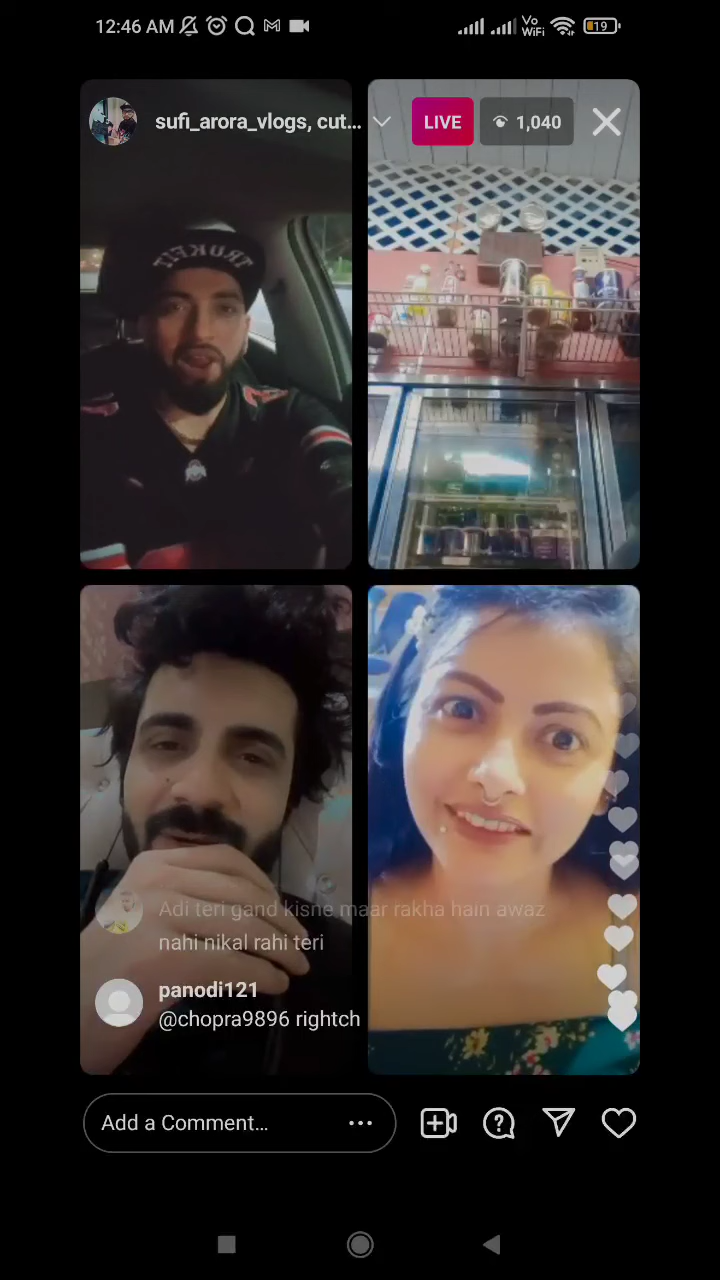 12:46 AM
Vo
WiFi
19
sufi_arora_vlogs, cut...
LIVE
1,040
TRUKFIT
Adi teri gand kisne maar rakha hain awaz
nahi nikal rahi teri
panodi121
@chopra9896 rightch
Add a Comment...